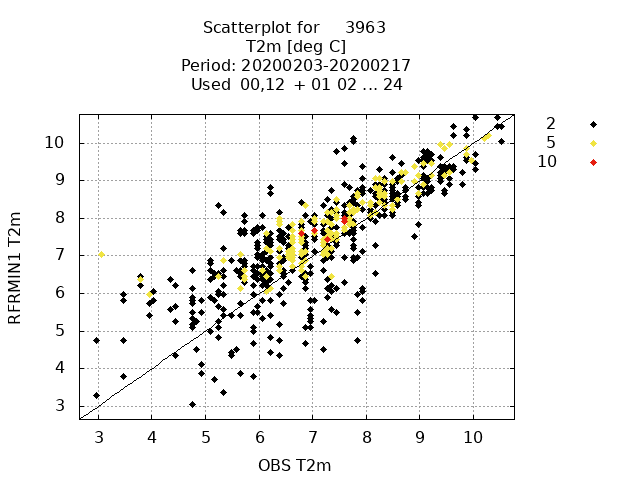 Scatterplot for 3963
T2m [deg C]
Period: 20200203-20200217
Used 00,12 + 01 02 ... 24
2
5
10
RFRMIN1 T2m
10
9
8
7
6
5
4
3
3 4 5 6 7 8 9 10
OBS T2m